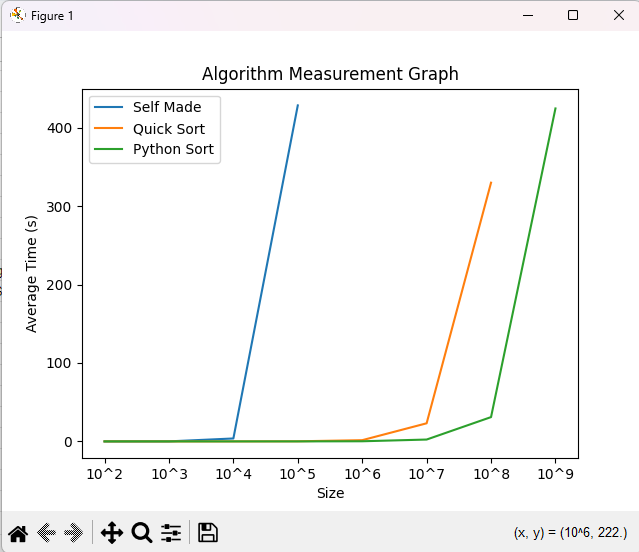 Figure 1
Algorithm Measurement Graph
Self Made
Quick Sort
Python Sort
400
300
200
100
0
Average Time (s)
10^2 10^3 10^4 10^5 10^6 10^7 10^8 10^9
Size
(x, y) = (10^6, 222.)